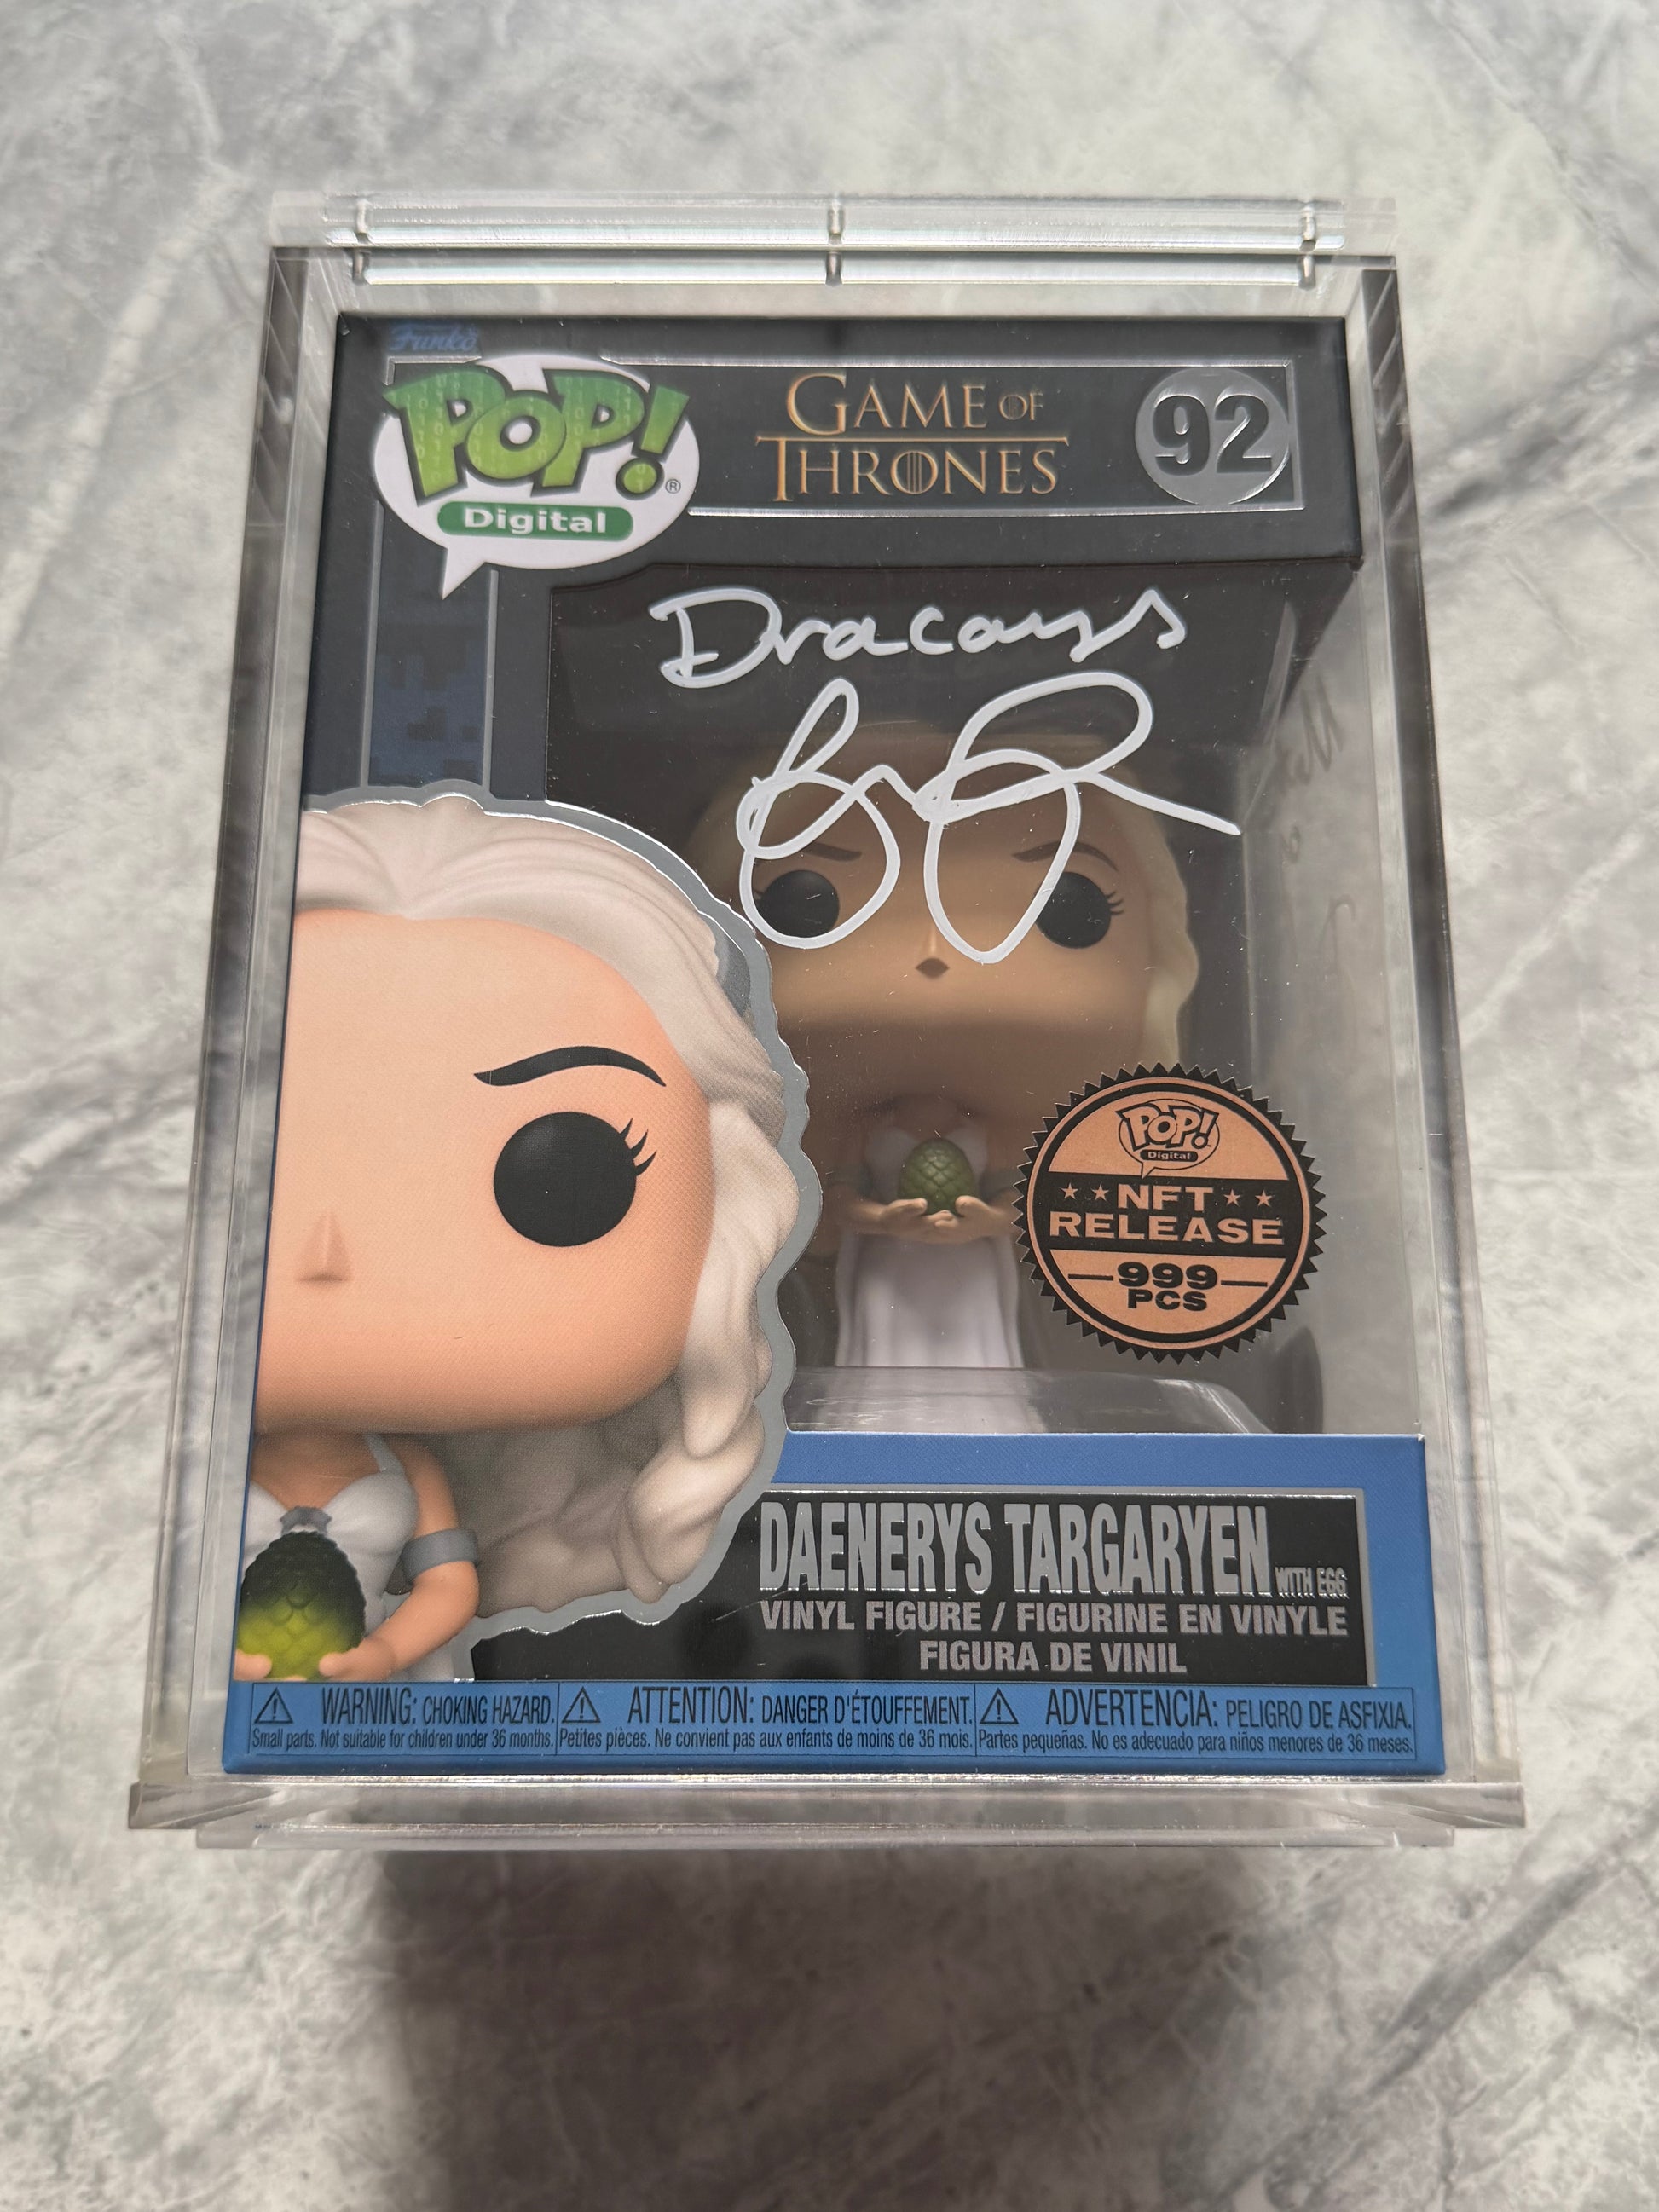 Funko
POP!®
Digital
GAME OF
THRONES
92
Dracarys
POP!
Digital
NFT
RELEASE
999
PCS
DAENERYS TARGARYEN WITH EGG
VINYL FIGURE / FIGURINE EN VINYLE
FIGURA DE VINIL
WARNING: CHOKING HAZARD.
Small parts. Not suitable for children under 36 months.
ATTENTION: DANGER D'ÉTOUFFEMENT.
Petites pièces. Ne convient pas aux enfants de moins de 36 mois.
ADVERTENCIA: PELIGRO DE ASFIXIA.
Partes pequeñas. No es adecuado para niños menores de 36 meses.